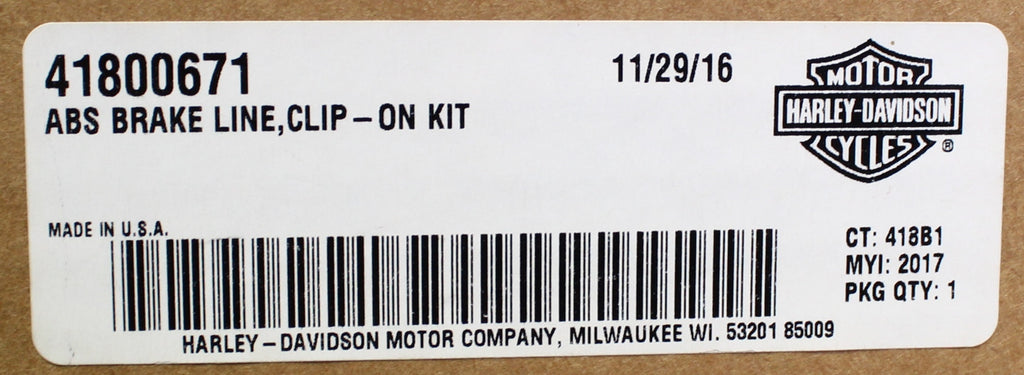 41800671
11/29/16
ABS BRAKE LINE,CLIP-ON KIT
MOTOR
HARLEY-DAVIDSON
CYCLES
®
MADE IN U.S.A.
CT: 418B1
MYI: 2017
PKG QTY: 1
HARLEY-DAVIDSON MOTOR COMPANY, MILWAUKEE WI. 53201 85009